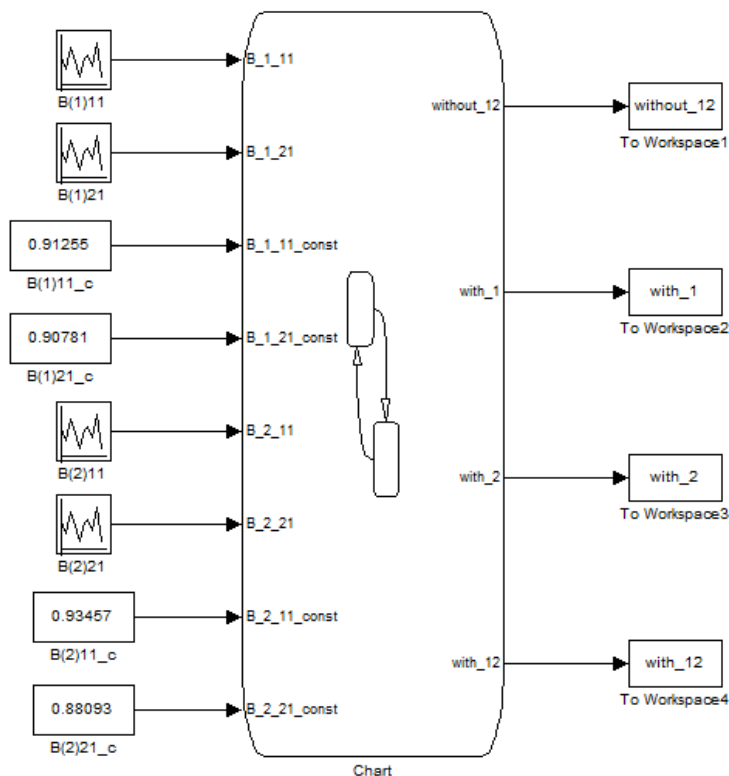 B(1)11
B_1_11
B(1)21
B_1_21
0.91255
B(1)11_c
B_1_11_const
0.90781
B(1)21_c
B_1_21_const
B(2)11
B_2_11
B(2)21
B_2_21
0.93457
B(2)11_c
B_2_11_const
0.88093
B(2)21_c
B_2_21_const
Chart
without_12
without_12
To Workspace1
with_1
with_1
To Workspace2
with_2
with_2
To Workspace3
with_12
with_12
To Workspace4